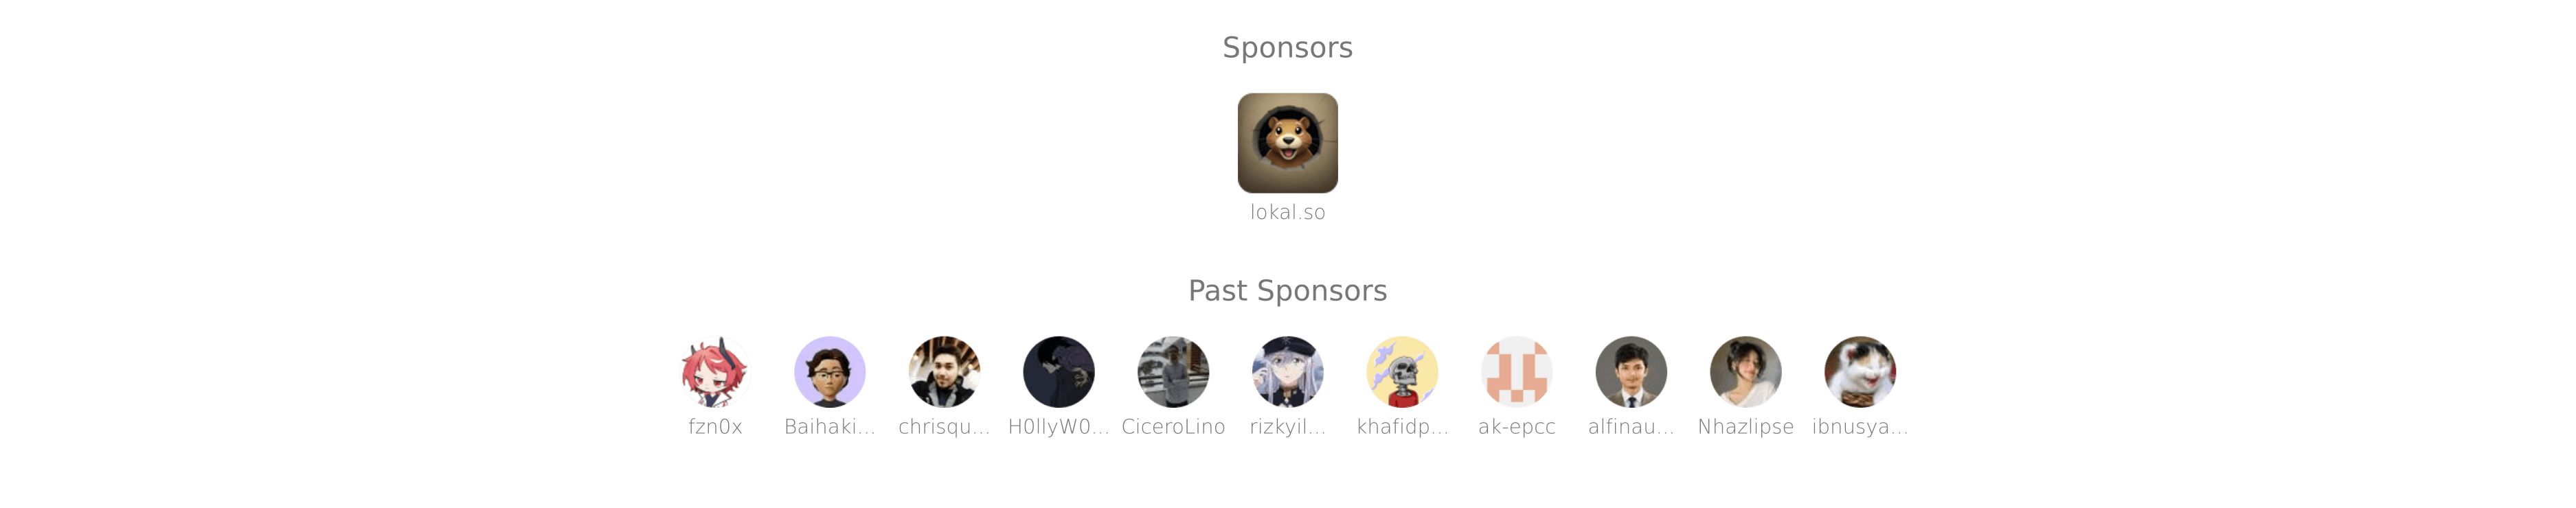 Sponsors
lokal.so
Past Sponsors
fzn0x Baihaki... chrisqu... H0llyW0... CiceroLino rizkyil... khafidp... ak-epcc alfinau... Nhazlipse ibnusya...